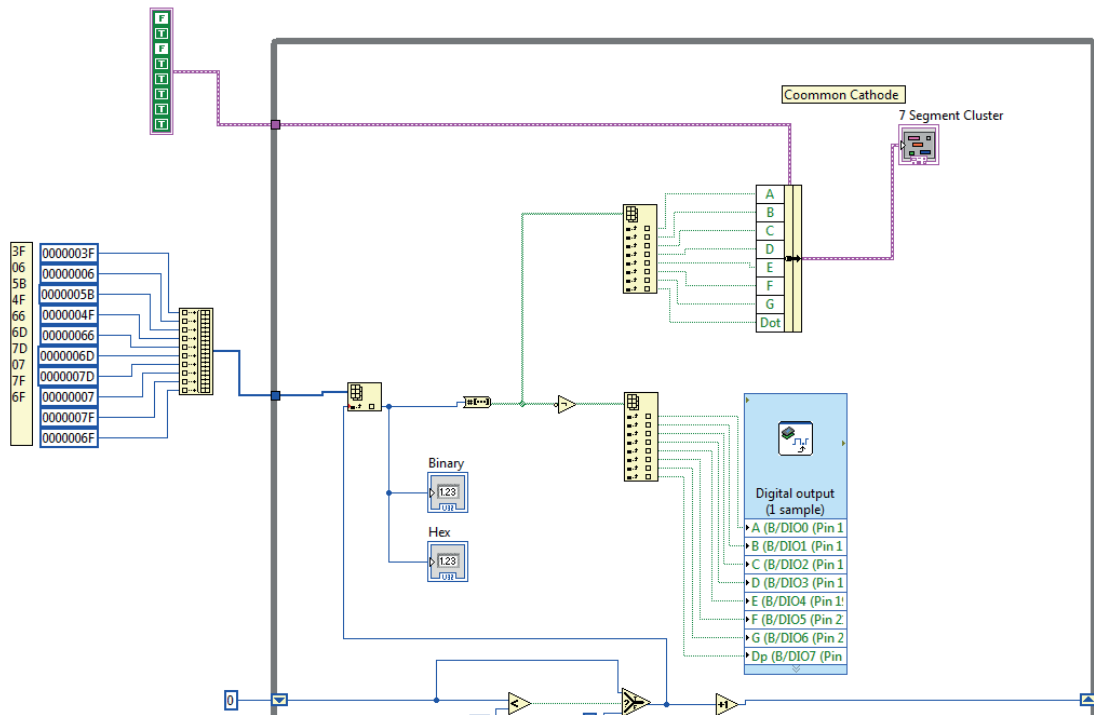 F
T
F
T
T
T
T
T
Coommon Cathode
7 Segment Cluster
A
B
C
D
E
F
G
Dot
3F
06
5B
4F
66
6D
7D
07
7F
6F
0000003F
00000006
0000005B
0000004F
00000066
0000006D
0000007D
00000007
0000007F
0000006F
#[...]
Binary
1.23
U32
Hex
1.23
U32
Digital output
(1 sample)
A (B/DIO0 (Pin 1
B (B/DIO1 (Pin 1
C (B/DIO2 (Pin 1
D (B/DIO3 (Pin 1
E (B/DIO4 (Pin 1
F (B/DIO5 (Pin 2
G (B/DIO6 (Pin 2
Dp (B/DIO7 (Pin
0
<
?
T
F
+1